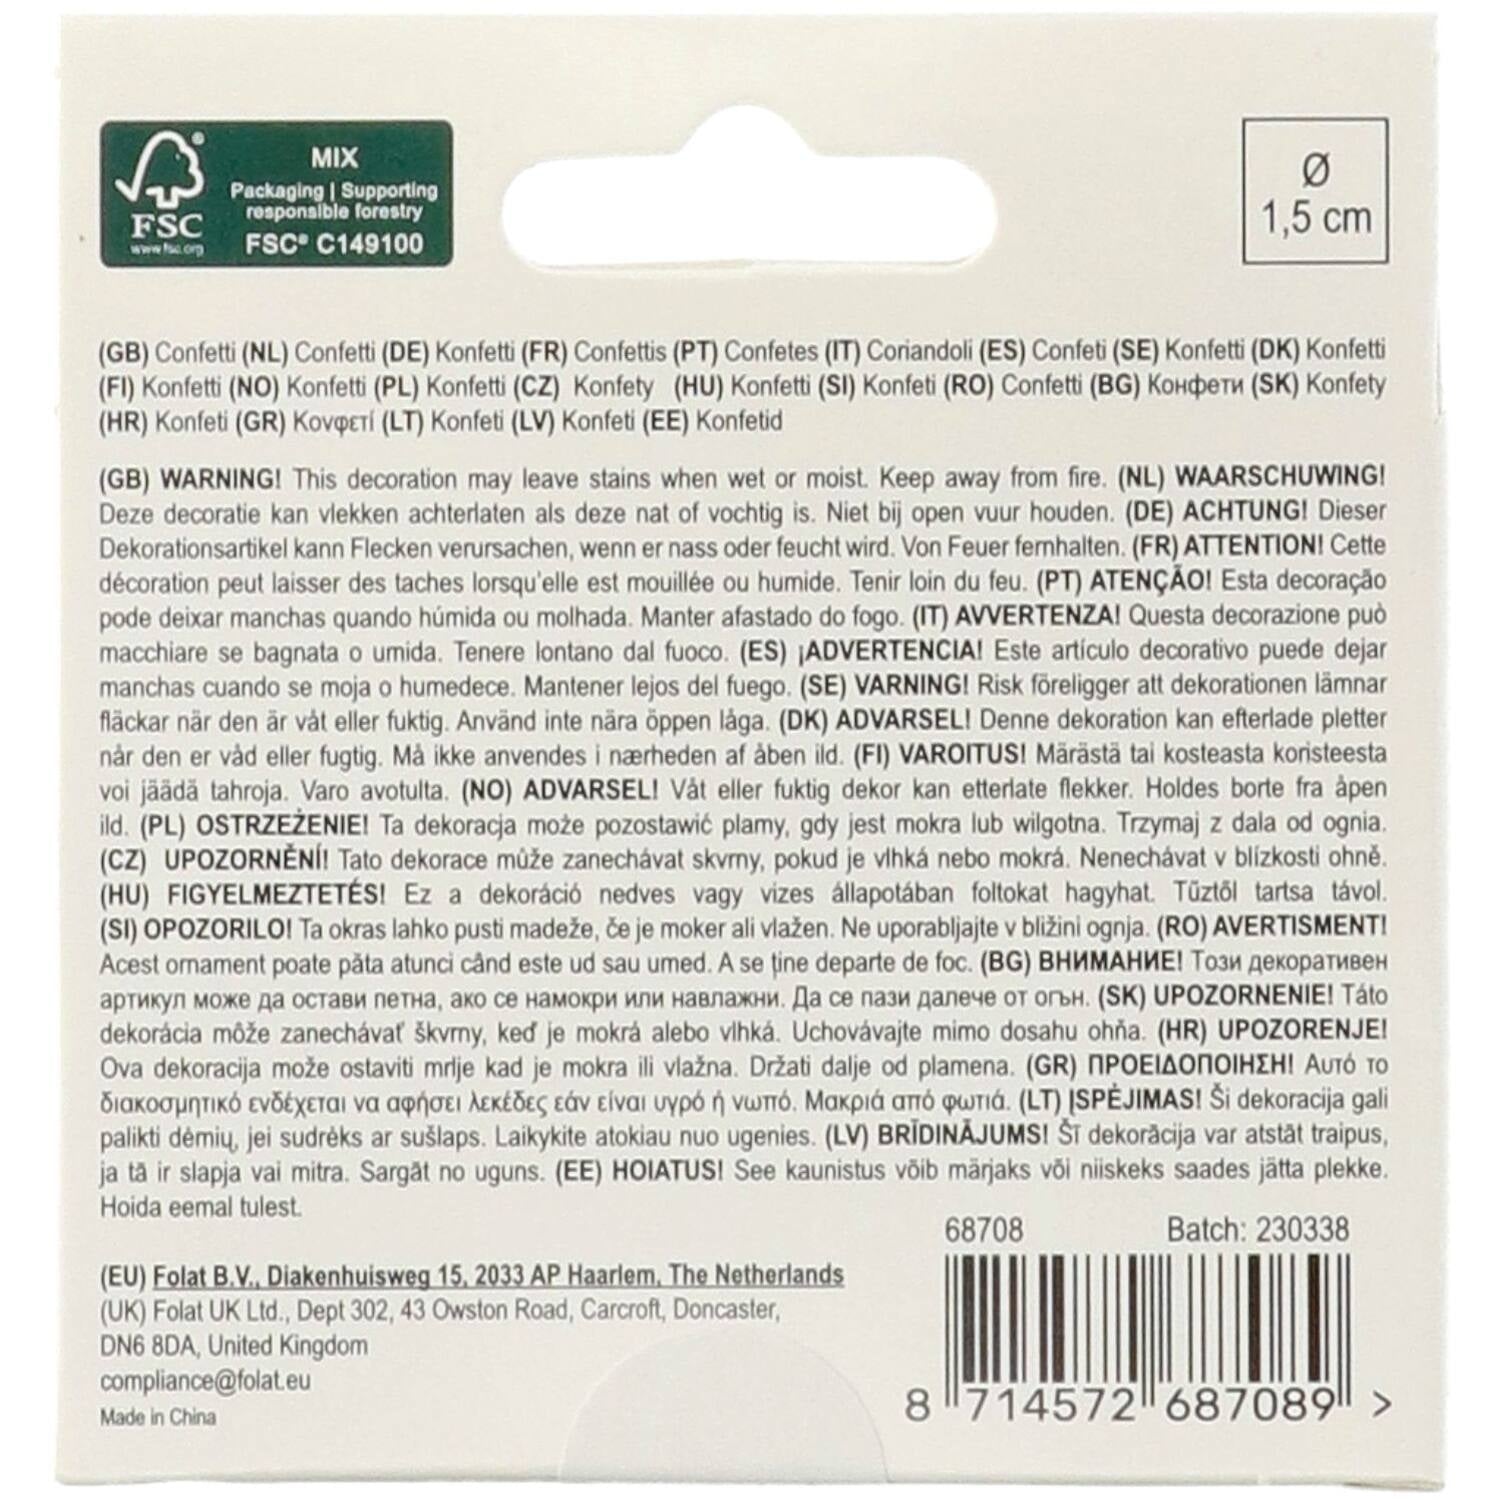 MIX
Packaging | Supporting
responsible forestry
FSC® C149100
FSC
www.fsc.org
Ø
1,5 cm
(GB) Confetti (NL) Confetti (DE) Konfetti (FR) Confettis (PT) Confetes (IT) Coriandoli (ES) Confeti (SE) Konfetti (DK) Konfetti
(FI) Konfetti (NO) Konfetti (PL) Konfetti (CZ) Konfety (HU) Konfetti (SI) Konfeti (RO) Confetti (BG) Конфети (SK) Konfety
(HR) Konfeti (GR) Κονφετί (LT) Konfeti (LV) Konfeti (EE) Konfetid
(GB) WARNING! This decoration may leave stains when wet or moist. Keep away from fire. (NL) WAARSCHUWING!
Deze decoratie kan vlekken achterlaten als deze nat of vochtig is. Niet bij open vuur houden. (DE) ACHTUNG! Dieser
Dekorationsartikel kann Flecken verursachen, wenn er nass oder feucht wird. Von Feuer fernhalten. (FR) ATTENTION! Cette
décoration peut laisser des taches lorsqu'elle est mouillée ou humide. Tenir loin du feu. (PT) ATENÇÃO! Esta decoração
pode deixar manchas quando húmida ou molhada. Manter afastado do fogo. (IT) AVVERTENZA! Questa decorazione può
macchiare se bagnata o umida. Tenere lontano dal fuoco. (ES) ¡ADVERTENCIA! Este artículo decorativo puede dejar
manchas cuando se moja o humedece. Mantener lejos del fuego. (SE) VARNING! Risk föreligger att dekorationen lämnar
fläckar när den är våt eller fuktig. Använd inte nära öppen låga. (DK) ADVARSEL! Denne dekoration kan efterlade pletter
når den er våd eller fugtig. Må ikke anvendes i nærheden af åben ild. (FI) VAROITUS! Märästä tai kosteasta koristeesta
voi jäädä tahroja. Varo avotulta. (NO) ADVARSEL! Våt eller fuktig dekor kan etterlate flekker. Holdes borte fra åpen
ild. (PL) OSTRZEŻENIE! Ta dekoracja może pozostawić plamy, gdy jest mokra lub wilgotna. Trzymaj z dala od ognia.
(CZ) UPOZORNĚNÍ! Tato dekorace může zanechávat skvrny, pokud je vlhká nebo mokrá. Nenechávat v blízkosti ohně.
(HU) FIGYELMEZTETÉS! Ez a dekoráció nedves vagy vizes állapotában foltokat hagyhat. Tűztől tartsa távol.
(SI) OPOZORILO! Ta okras lahko pusti madeže, če je moker ali vlažen. Ne uporabljajte v bližini ognja. (RO) AVERTISMENT!
Acest ornament poate păta atunci când este ud sau umed. A se ține departe de foc. (BG) ВНИМАНИЕ! Този декоративен
артикул може да остави петна, ако се намокри или навлажни. Да се пази далече от огън. (SK) UPOZORNENIE! Táto
dekorácia môže zanechávať škvrny, keď je mokrá alebo vlhká. Uchovávajte mimo dosahu ohňa. (HR) UPOZORENJE!
Ova dekoracija može ostaviti mrlje kad je mokra ili vlažna. Držati dalje od plamena. (GR) ΠΡΟΕΙΔΟΠΟΙΗΣΗ! Αυτό το
διακοσμητικό ενδέχεται να αφήσει λεκέδες εάν είναι υγρό ή νωπό. Μακριά από φωτιά. (LT) ĮSPĖJIMAS! Ši dekoracija gali
palikti dėmių, jei sudrėks ar sušlaps. Laikykite atokiau nuo ugenies. (LV) BRĪDINĀJUMS! Šī dekorācija var atstāt traipus,
ja tā ir slapja vai mitra. Sargāt no uguns. (EE) HOIATUS! See kaunistus võib märjaks või niiskeks saades jätta plekke.
Hoida eemal tulest.
68708 Batch: 230338
(EU) Folat B.V., Diakenhuisweg 15, 2033 AP Haarlem, The Netherlands
(UK) Folat UK Ltd., Dept 302, 43 Owston Road, Carcroft, Doncaster,
DN6 8DA, United Kingdom
compliance@folat.eu
Made in China
8 714572 687089 >